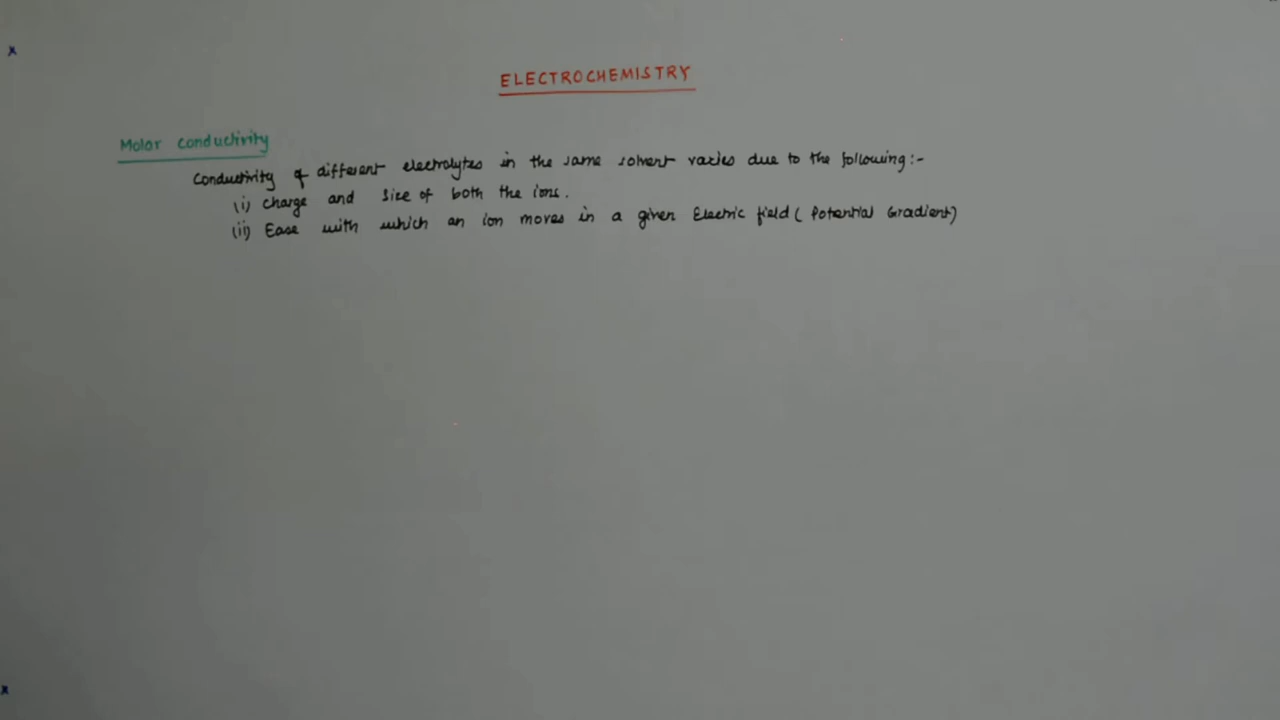 ELECTROCHEMISTRY
Molar conductivity
Conductivity of different electrolytes in the same solvent varies due to the following:-
(i) Charge and Size of both the ions.
(ii) Ease with which an ion moves in a given Electric field (Potential Gradient)